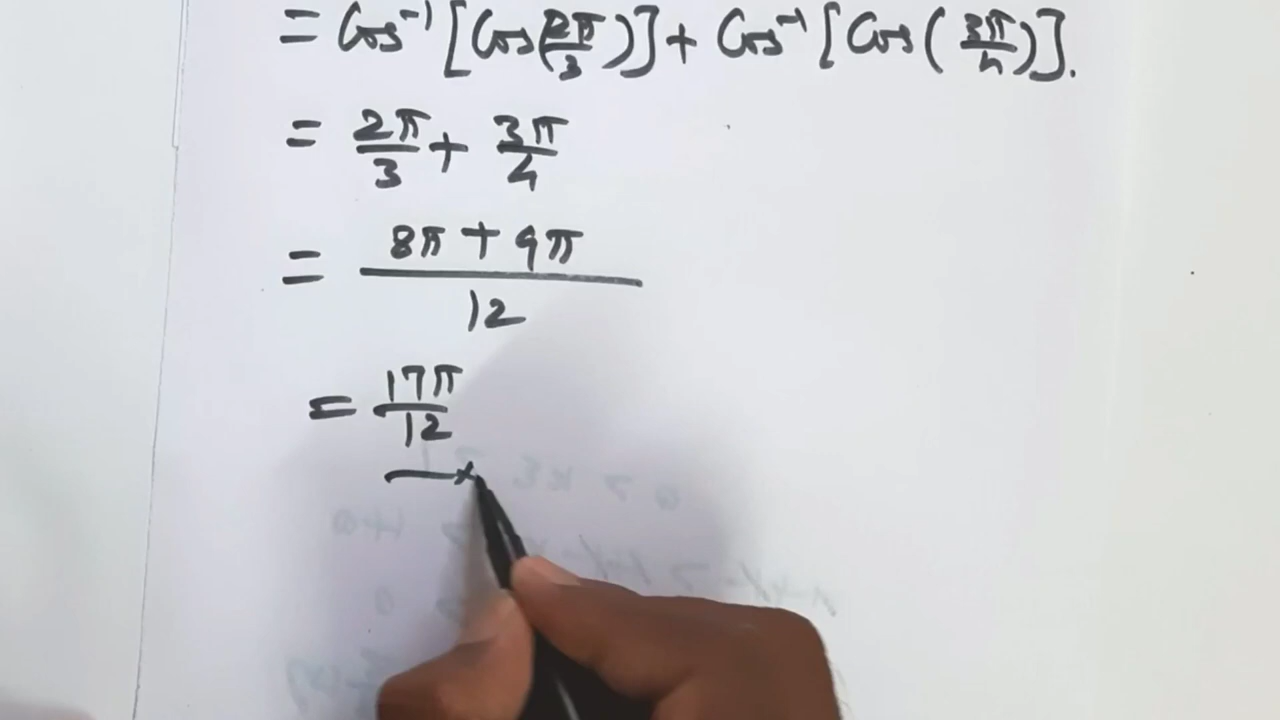 = Cos⁻¹[Cos(2π/3)] + Cos⁻¹[Cos(3π/4)].
= 2π/3 + 3π/4
= 8π + 9π / 12
= 17π/12